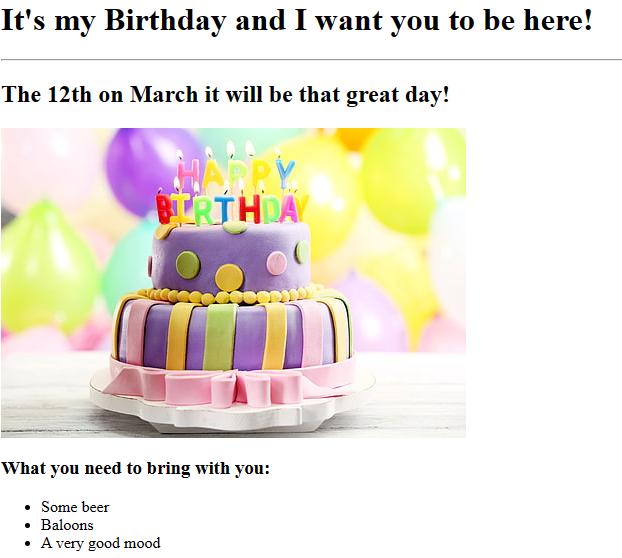 It's my Birthday and I want you to be here!
The 12th on March it will be that great day!
HAPPY
BIRTHDAY
What you need to bring with you:
Some beer
Baloons
A very good mood